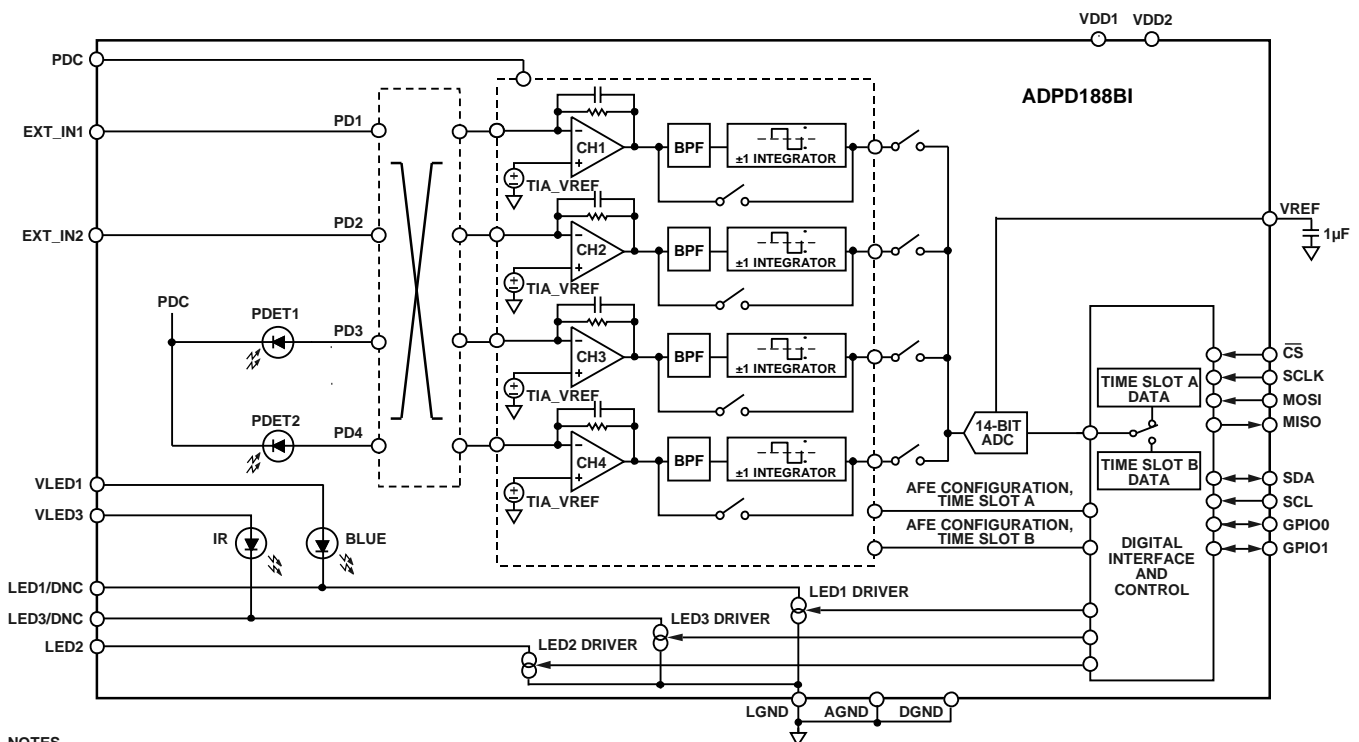 VDD1 VDD2
PDC
ADPD188BI
EXT_IN1
PD1
CH1
BPF
±1 INTEGRATOR
TIA_VREF
VREF
1µF
EXT_IN2
PD2
CH2
BPF
±1 INTEGRATOR
TIA_VREF
PDC
PDET1
PD3
CH3
BPF
±1 INTEGRATOR
TIA_VREF
PDET2
PD4
CH4
BPF
±1 INTEGRATOR
TIA_VREF
14-BIT
ADC
TIME SLOT A
DATA
TIME SLOT B
DATA
CS
SCLK
MOSI
MISO
SDA
SCL
GPIO0
GPIO1
VLED1
VLED3
IR
BLUE
AFE CONFIGURATION,
TIME SLOT A
AFE CONFIGURATION,
TIME SLOT B
DIGITAL
INTERFACE
AND
CONTROL
LED1/DNC
LED1 DRIVER
LED3/DNC
LED3 DRIVER
LED2
LED2 DRIVER
LGND AGND DGND